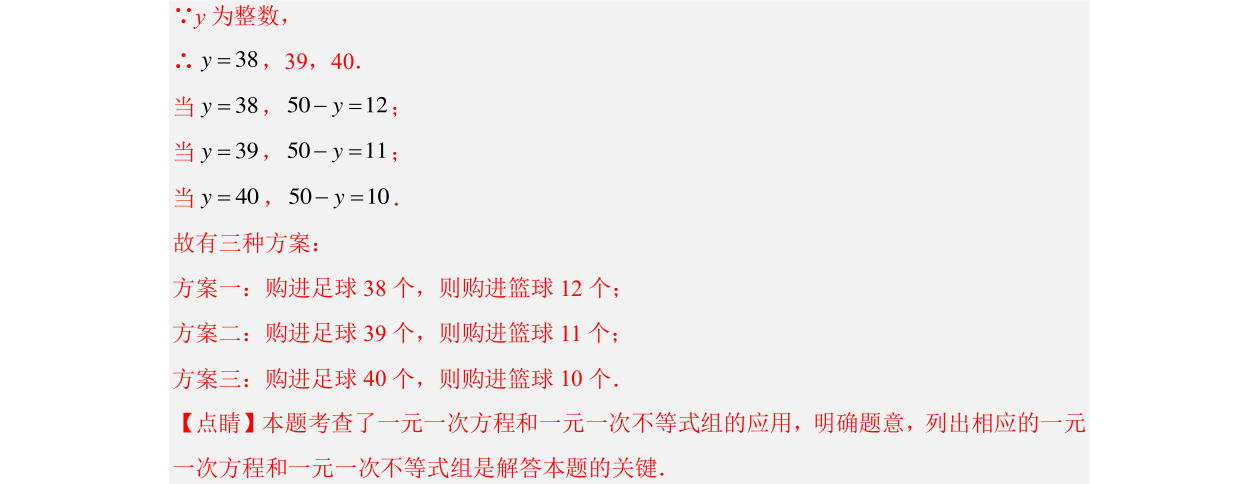 ∵y 为整数，
∴ y = 38，39，40．
当 y = 38， 50 − y = 12；
当 y = 39， 50 − y = 11；
当 y = 40， 50 − y = 10．
故有三种方案：
方案一：购进足球 38 个，则购进篮球 12 个；
方案二：购进足球 39 个，则购进篮球 11 个；
方案三：购进足球 40 个，则购进篮球 10 个．
【点睛】本题考查了一元一次方程和一元一次不等式组的应用，明确题意，列出相应的一元
一次方程和一元一次不等式组是解答本题的关键．